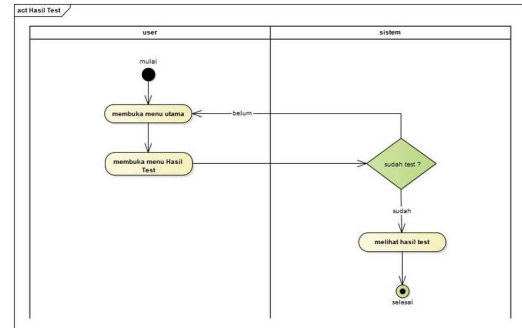 act Hasil Test
user
sistem
mulai
membuka menu utama
belum
membuka menu Hasil
Test
sudah test ?
sudah
melihat hasil test
selesai